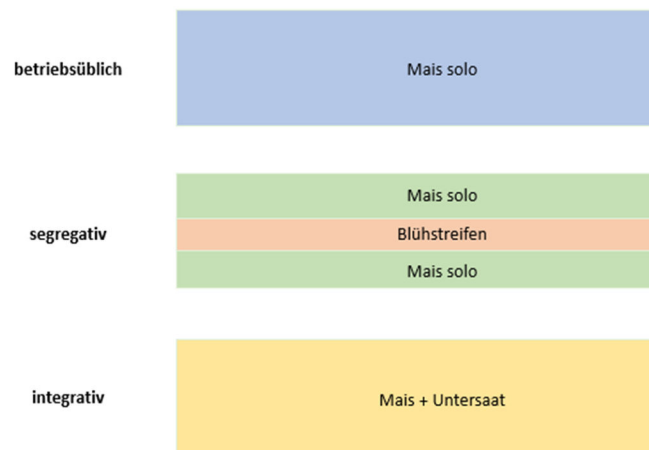 betriebsüblich
Mais solo
Mais solo
segregativ
Blühstreifen
Mais solo
integrativ
Mais + Untersaat